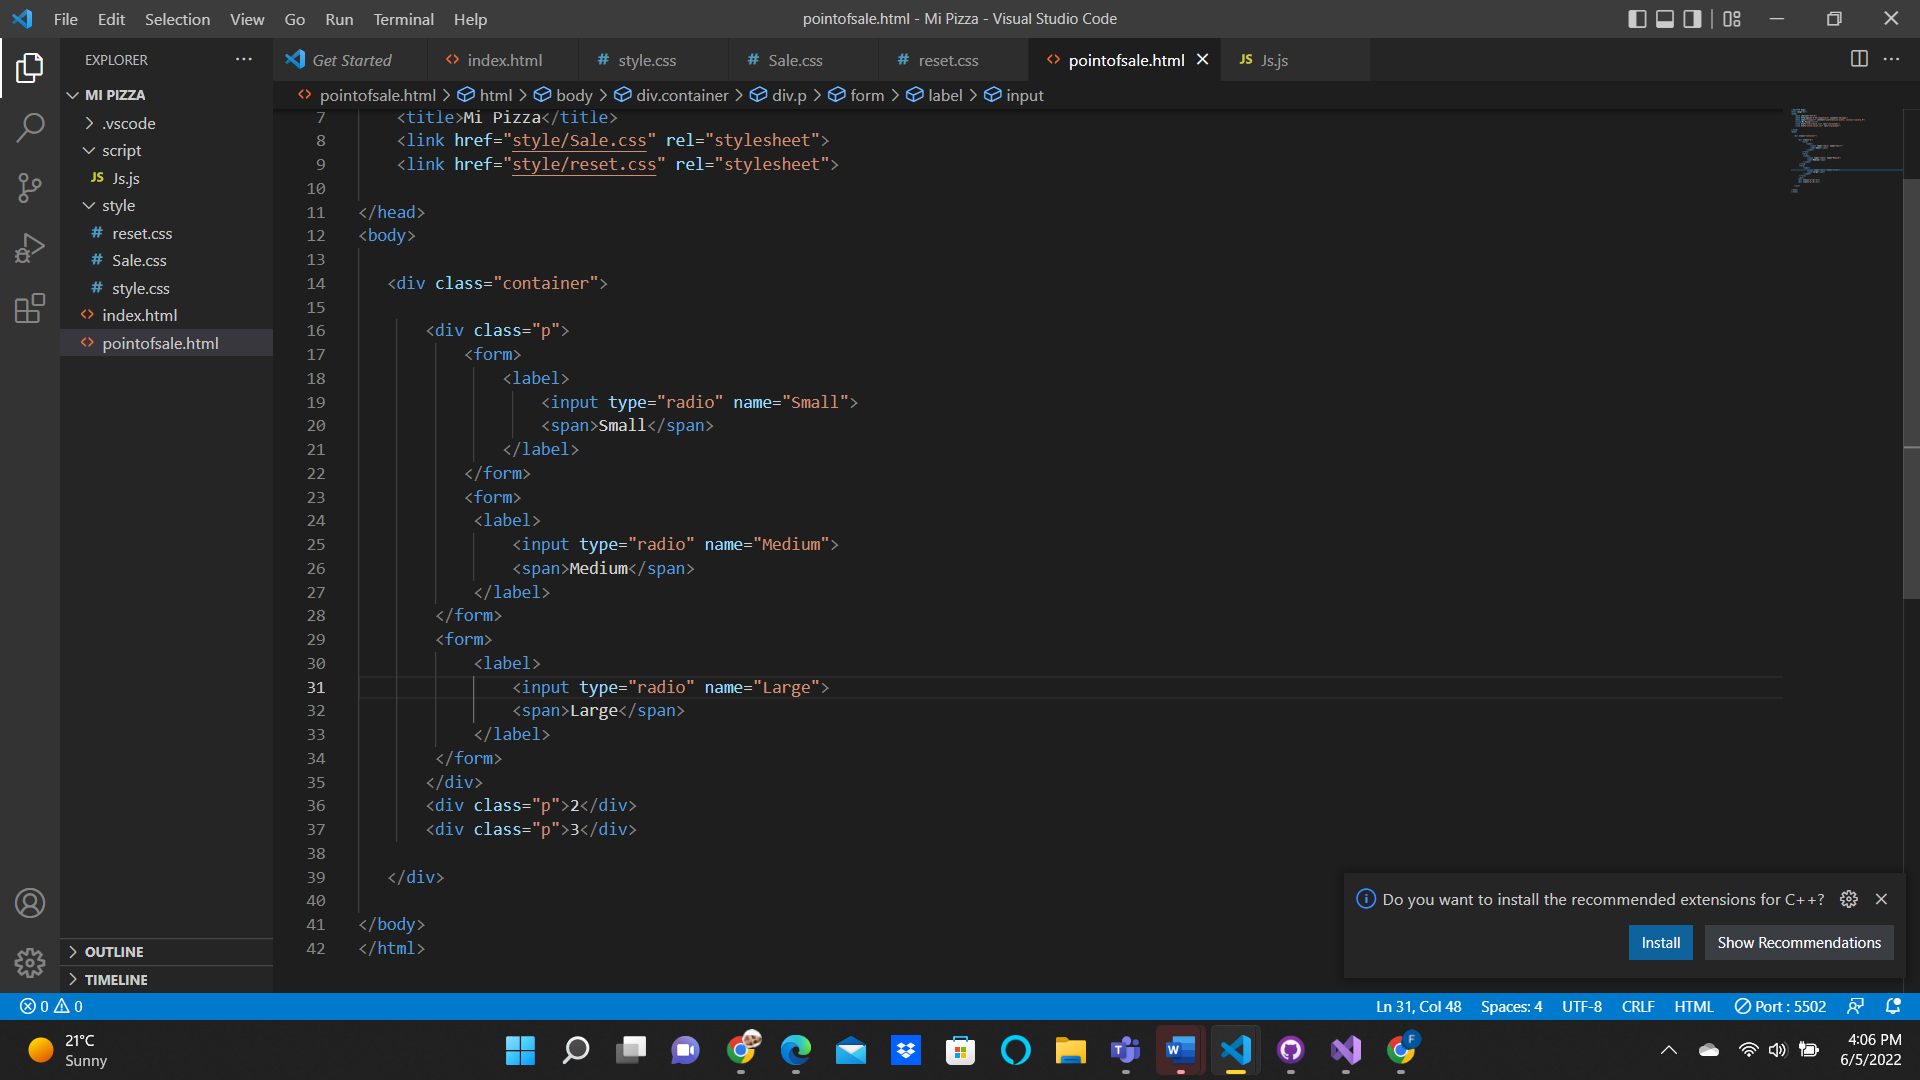 File Edit Selection View Go Run Terminal Help
pointofsale.html - Mi Pizza - Visual Studio Code
EXPLORER
Get Started
index.html
style.css
Sale.css
reset.css
pointofsale.html
Js.js
MI PIZZA
.vscode
script
Js.js
style
reset.css
Sale.css
style.css
index.html
pointofsale.html
OUTLINE
TIMELINE
pointofsale.html > html > body > div.container > div.p > form > label > input
7 <title>Mi Pizza</title>
8 <link href="style/Sale.css" rel="stylesheet">
9 <link href="style/reset.css" rel="stylesheet">
10
11 </head>
12 <body>
13
14 <div class="container">
15
16 <div class="p">
17 <form>
18 <label>
19 <input type="radio" name="Small">
20 <span>Small</span>
21 </label>
22 </form>
23 <form>
24 <label>
25 <input type="radio" name="Medium">
26 <span>Medium</span>
27 </label>
28 </form>
29 <form>
30 <label>
31 <input type="radio" name="Large">
32 <span>Large</span>
33 </label>
34 </form>
35 </div>
36 <div class="p">2</div>
37 <div class="p">3</div>
38
39 </div>
40
41 </body>
42 </html>
Do you want to install the recommended extensions for C++?
Install
Show Recommendations
0 0
Ln 31, Col 48 Spaces: 4 UTF-8 CRLF HTML Port : 5502
21°C
Sunny
4:06 PM
6/5/2022